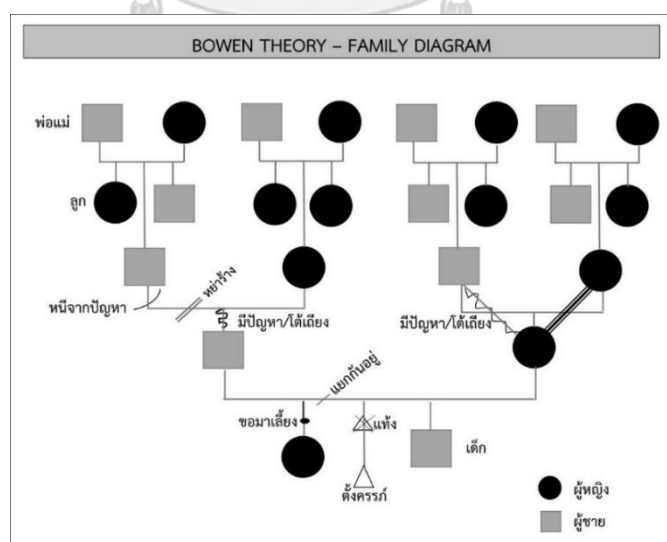 BOWEN THEORY – FAMILY DIAGRAM
พ่อแม่
ลูก
หนีจากปัญหา
หย่าร้าง
มีปัญหา/โต้เถียง
มีปัญหา/โต้เถียง
แยกกันอยู่
ขอมาเลี้ยง
แท้ง
เด็ก
ตั้งครรภ์
ผู้หญิง
ผู้ชาย